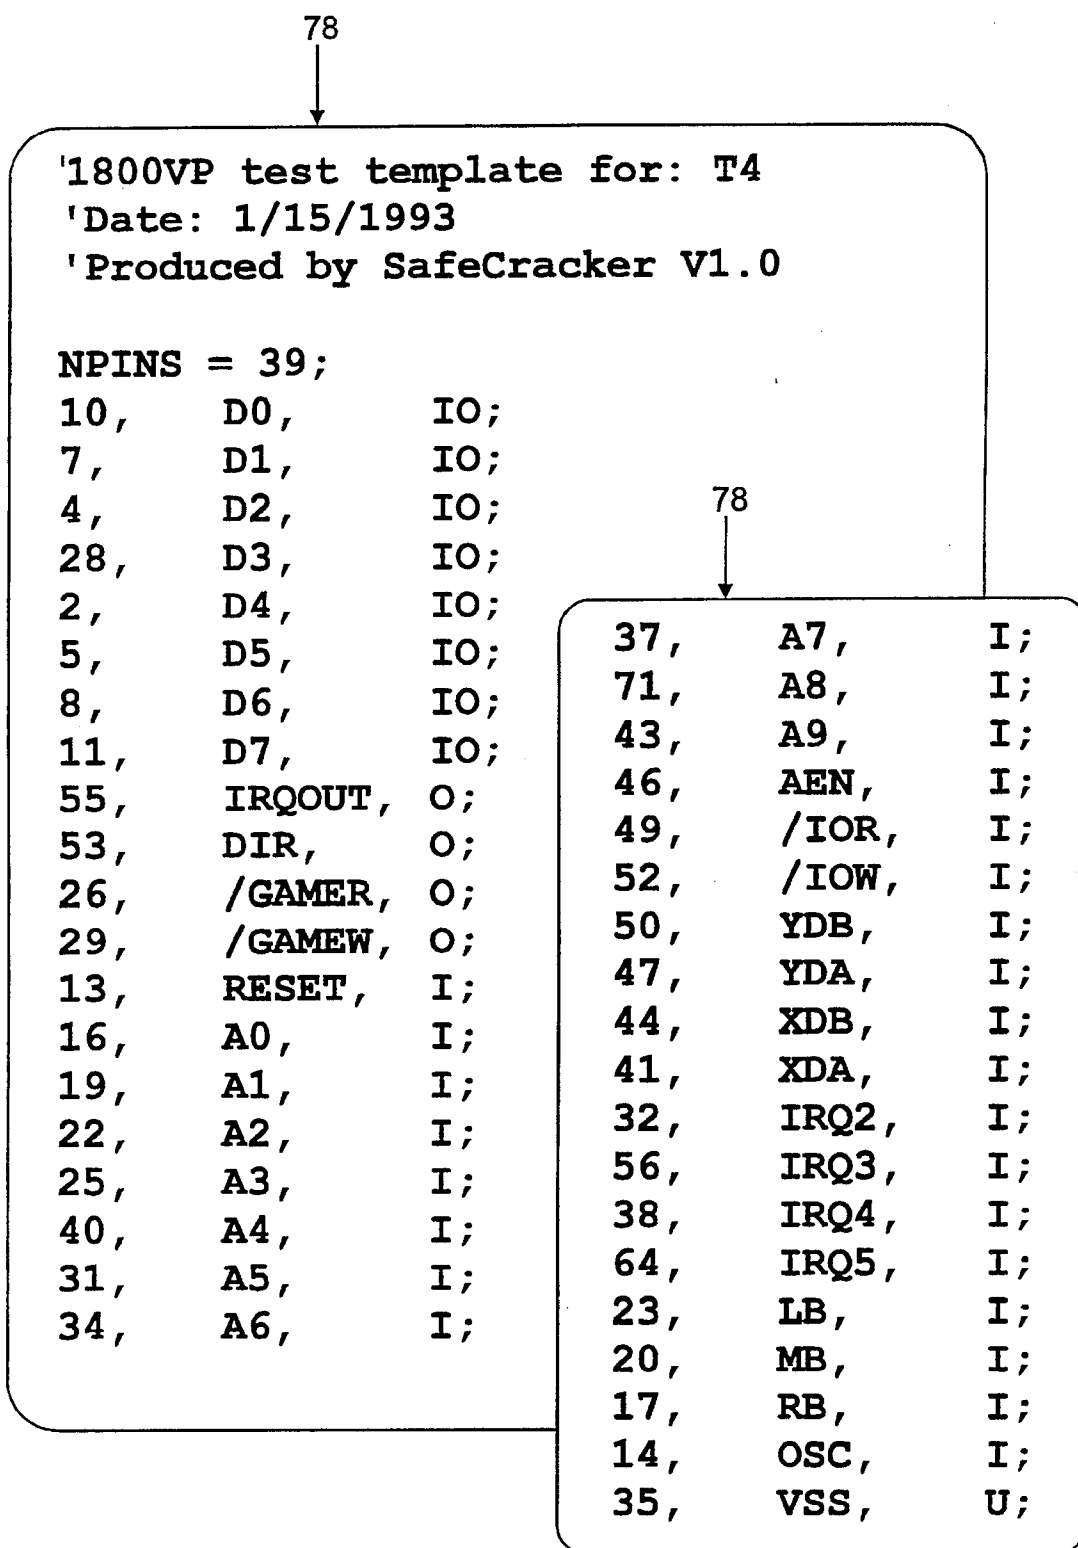 78
'1800VP test template for: T4
'Date: 1/15/1993
'Produced by SafeCracker V1.0
NPINS = 39;
10, D0, IO;
7, D1, IO;
4, D2, IO;
28, D3, IO;
2, D4, IO;
5, D5, IO;
8, D6, IO;
11, D7, IO;
55, IRQOUT, O;
53, DIR, O;
26, /GAMER, O;
29, /GAMEW, O;
13, RESET, I;
16, A0, I;
19, A1, I;
22, A2, I;
25, A3, I;
40, A4, I;
31, A5, I;
34, A6, I;
78
37, A7, I;
71, A8, I;
43, A9, I;
46, AEN, I;
49, /IOR, I;
52, /IOW, I;
50, YDB, I;
47, YDA, I;
44, XDB, I;
41, XDA, I;
32, IRQ2, I;
56, IRQ3, I;
38, IRQ4, I;
64, IRQ5, I;
23, LB, I;
20, MB, I;
17, RB, I;
14, OSC, I;
35, VSS, U;